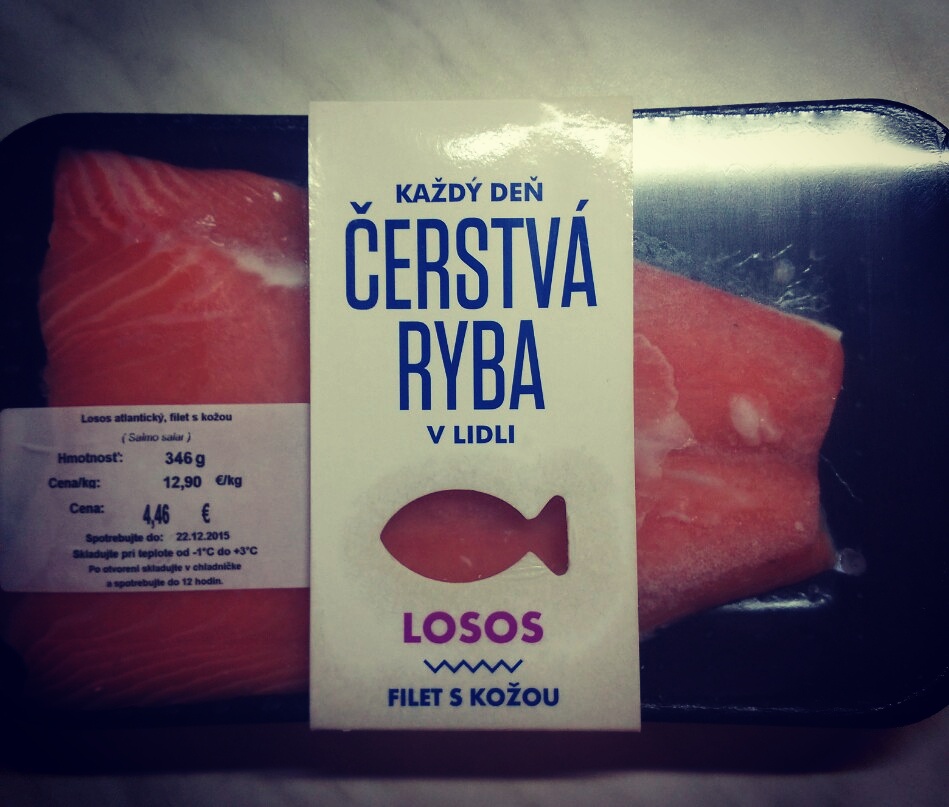 KAŽDÝ DEŇ
ČERSTVÁ
RYBA
V LIDLI
LOSOS
FILET S KOŽOU
Losos atlantický, filet s kožou
( Salmo salar )
Hmotnosť: 346 g
Cena/kg: 12,90 €/kg
Cena: 4,46 €
Spotrebujte do: 22.12.2015
Skladujte pri teplote od -1°C do +3°C
Po otvorení skladujte v chladničke
a spotrebujte do 12 hodín.